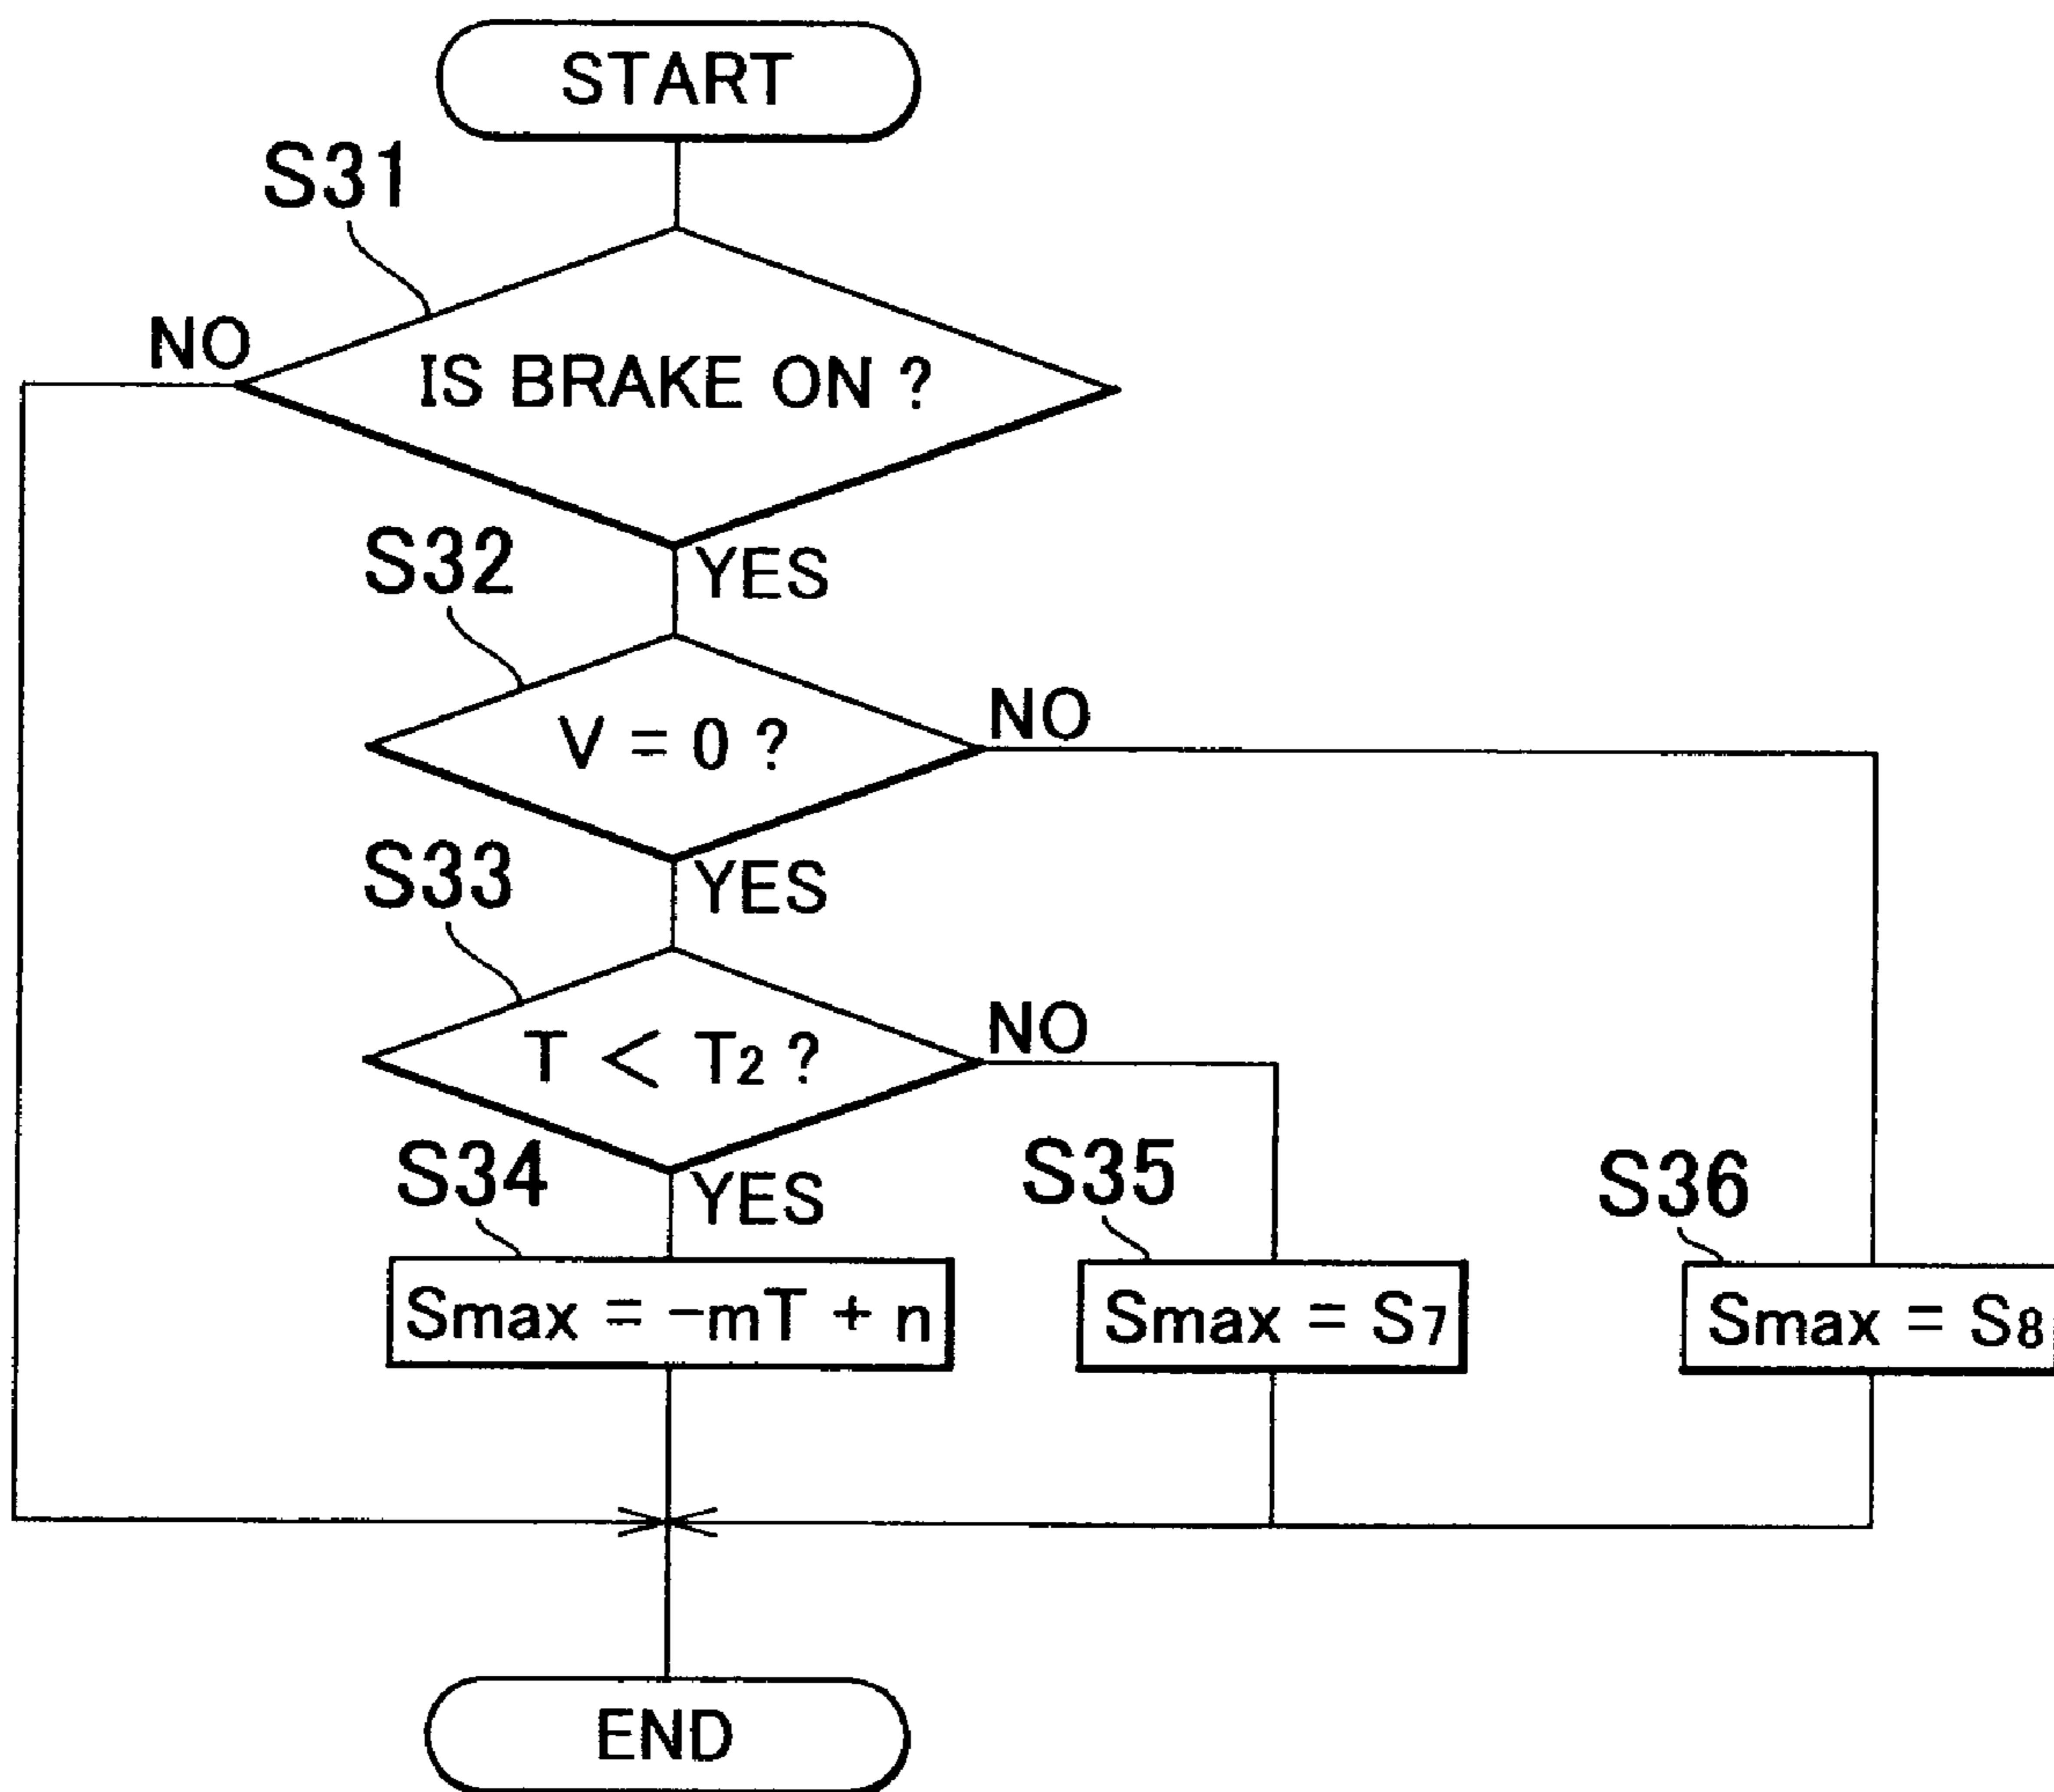 START
S31
NO
IS BRAKE ON ?
S32
YES
V = 0 ?
NO
S33
YES
T < T2 ?
NO
S34
YES
S35
S36
Smax = −mT + n
Smax = S7
Smax = S8
END